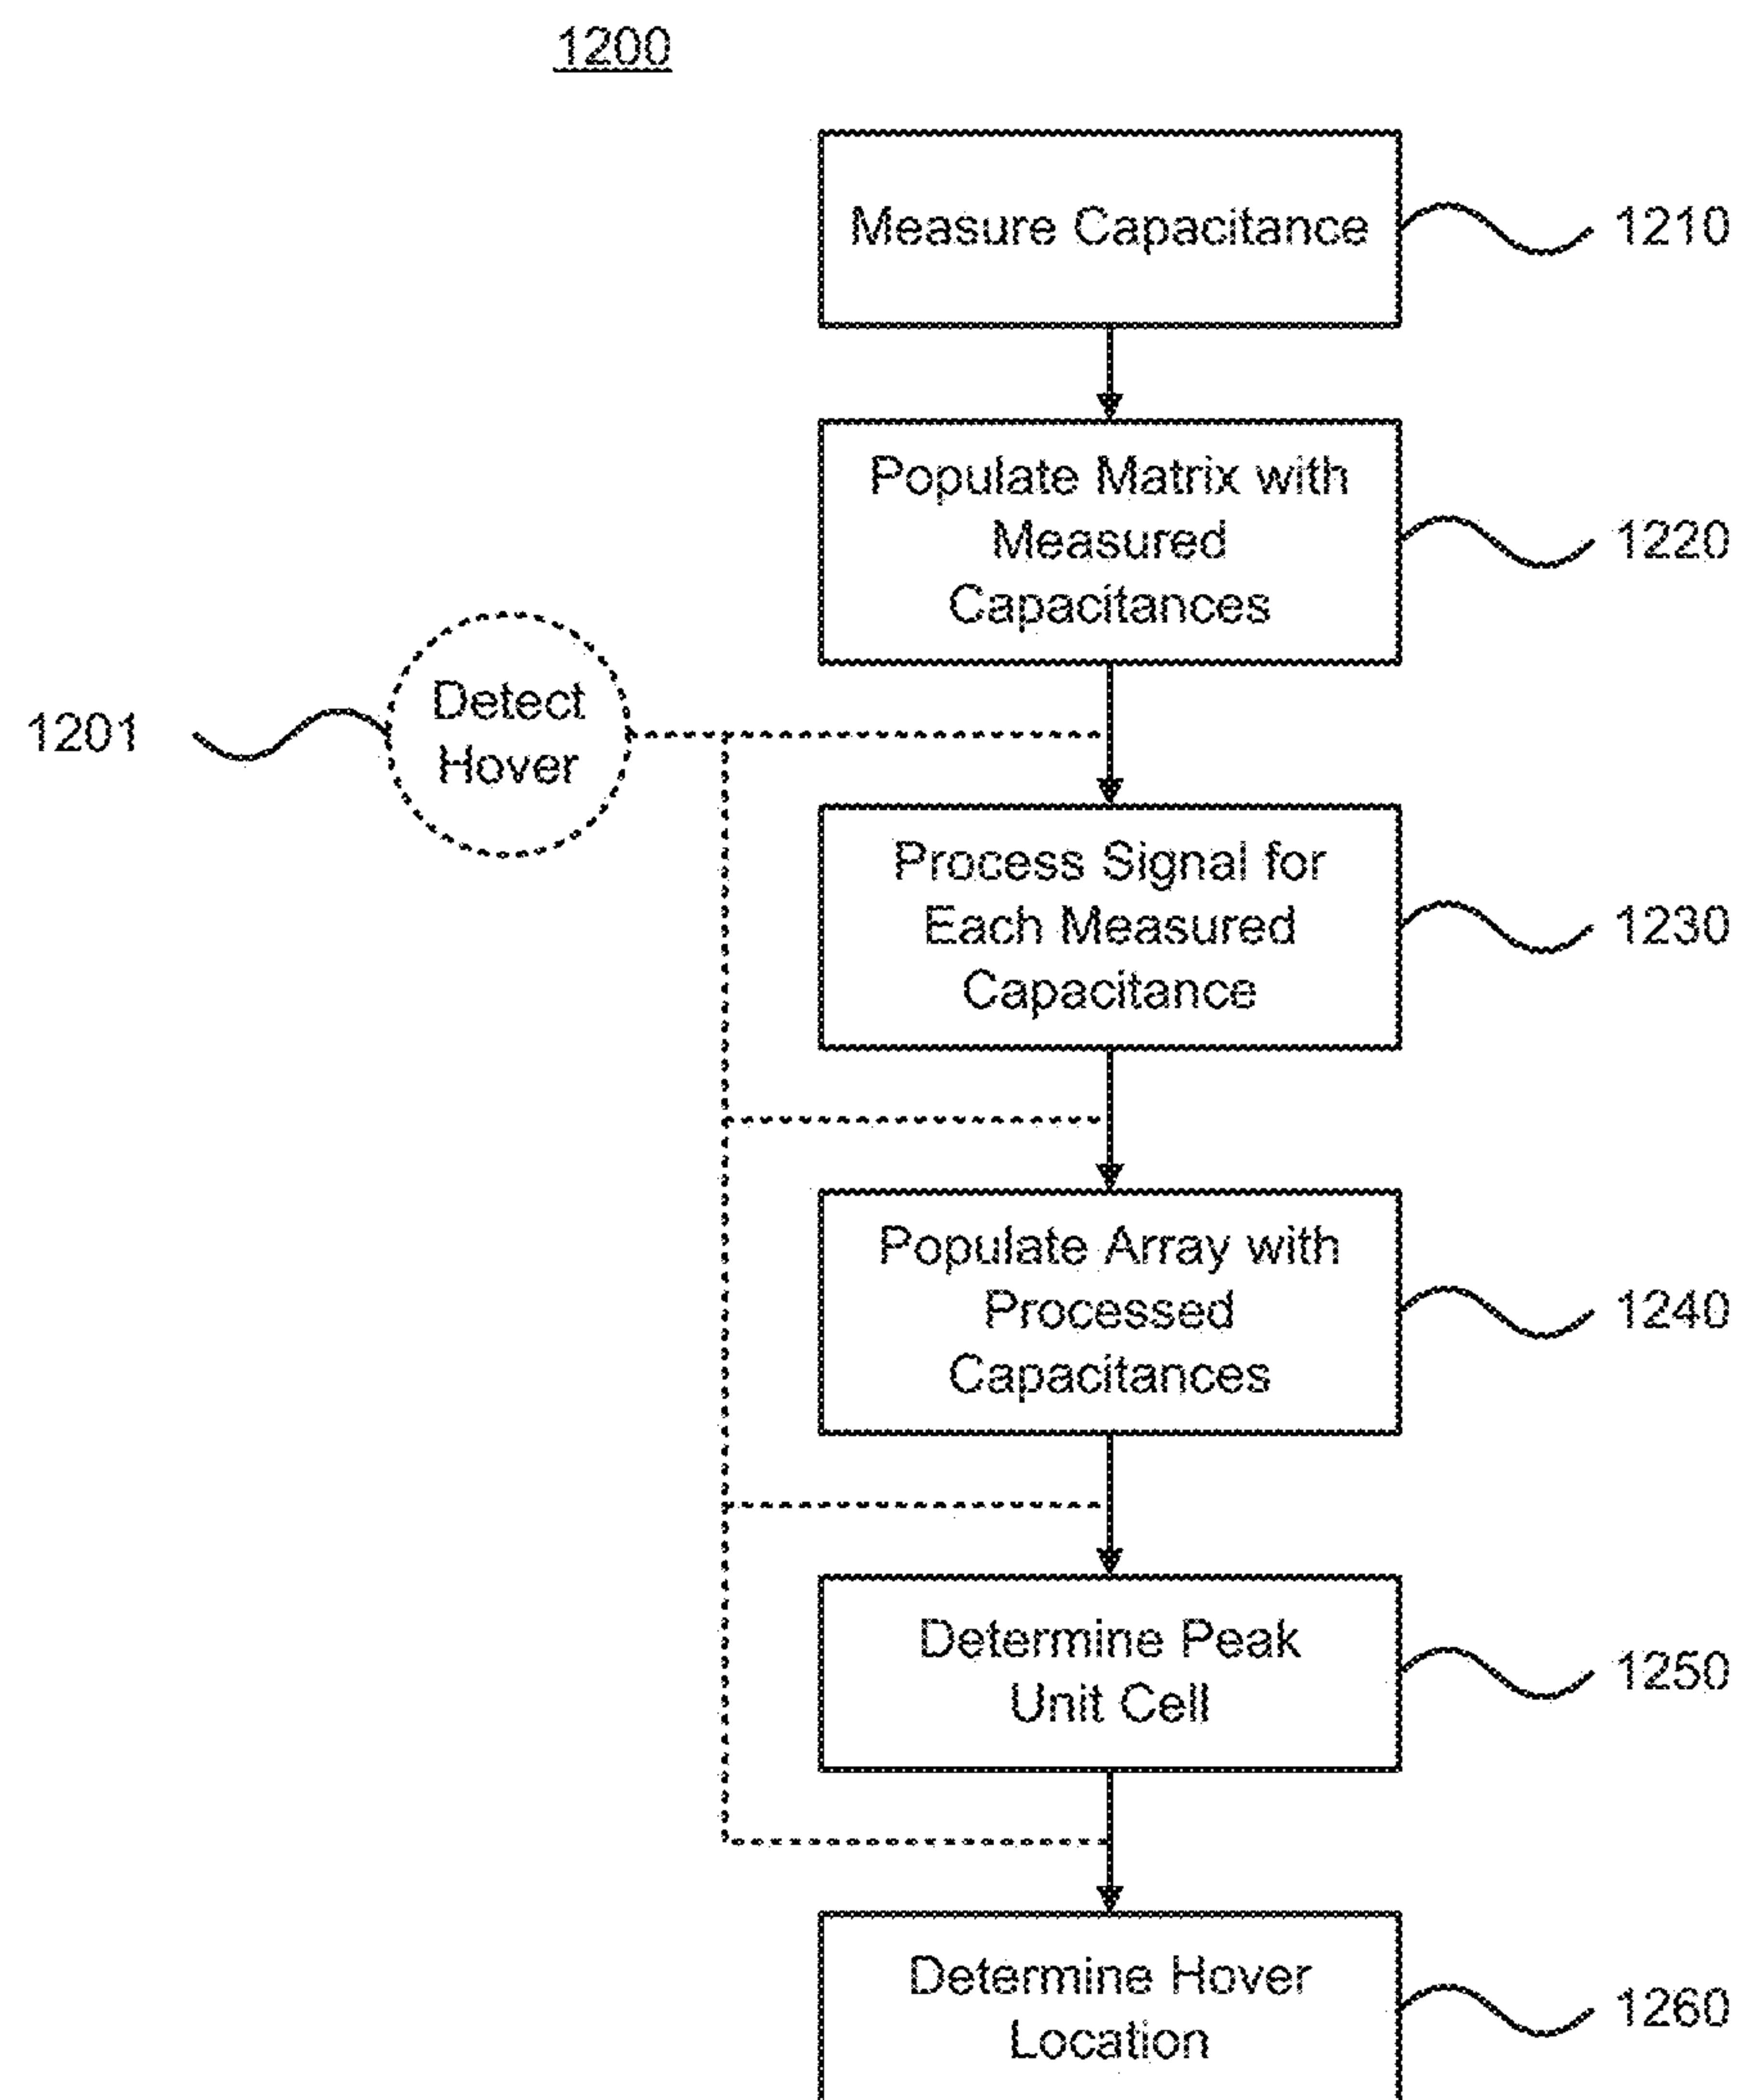 1200
Measure Capacitance
1210
Populate Matrix with
Measured
Capacitances
1220
Detect
Hover
1201
Process Signal for
Each Measured
Capacitance
1230
Populate Array with
Processed
Capacitances
1240
Determine Peak
Unit Cell
1250
Determine Hover
Location
1260